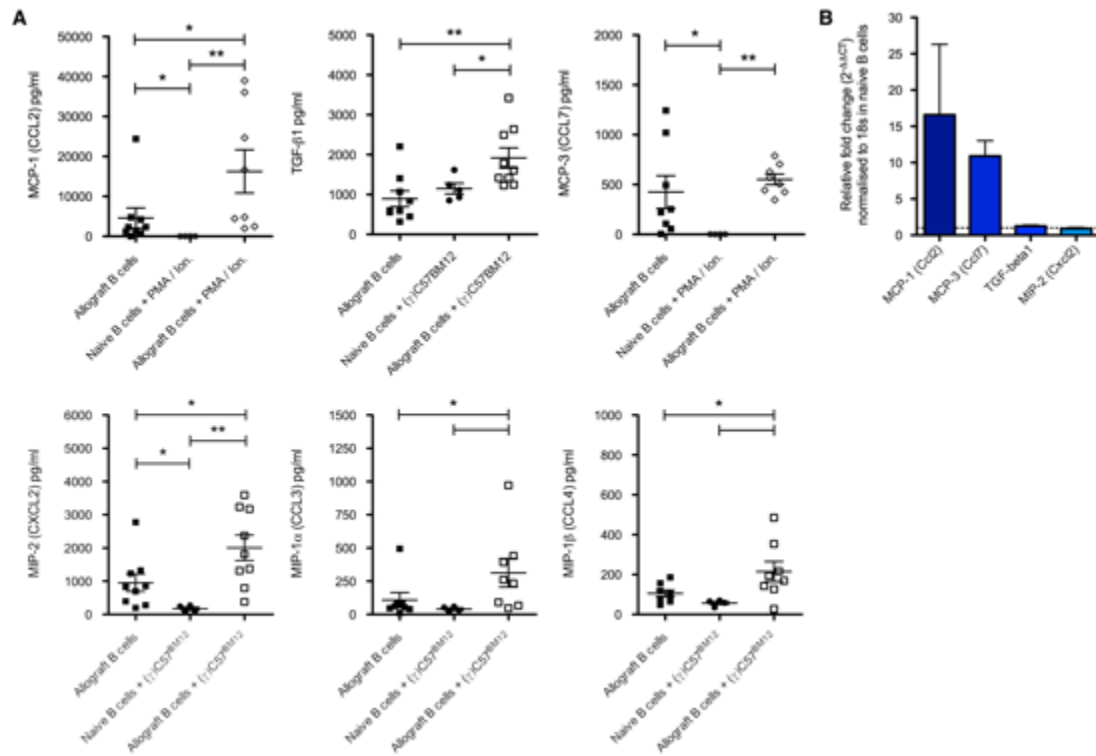 A
MCP-1 (CCL2) pg/ml
50000
40000
30000
20000
10000
0
*
**
*
Allograft B cells
Naive B cells + PMA / Ion.
Allograft B cells + PMA / Ion.
TGF-β1 pg/ml
5000
4000
3000
2000
1000
0
**
*
Allograft B cells
Naive B cells + (γ)C57BM12
Allograft B cells + (γ)C57BM12
MCP-3 (CCL7) pg/ml
2000
1500
1000
500
0
*
**
Allograft B cells
Naive B cells + PMA / Ion.
Allograft B cells + PMA / Ion.
B
Relative fold change (2^-ΔΔCT)
normalised to 18s in naive B cells
30
25
20
15
10
5
0
MCP-1 (Ccl2)
MCP-3 (Ccl7)
TGF-beta1
MIP-2 (Cxcl2)
MIP-2 (CXCL2) pg/ml
6000
5000
4000
3000
2000
1000
0
*
**
*
Allograft B cells
Naive B cells + (γ)C57BM12
Allograft B cells + (γ)C57BM12
MIP-1α (CCL3) pg/ml
1500
1250
1000
750
500
250
0
*
Allograft B cells
Naive B cells + (γ)C57BM12
Allograft B cells + (γ)C57BM12
MIP-1β (CCL4) pg/ml
1000
800
600
400
200
0
*
Allograft B cells
Naive B cells + (γ)C57BM12
Allograft B cells + (γ)C57BM12